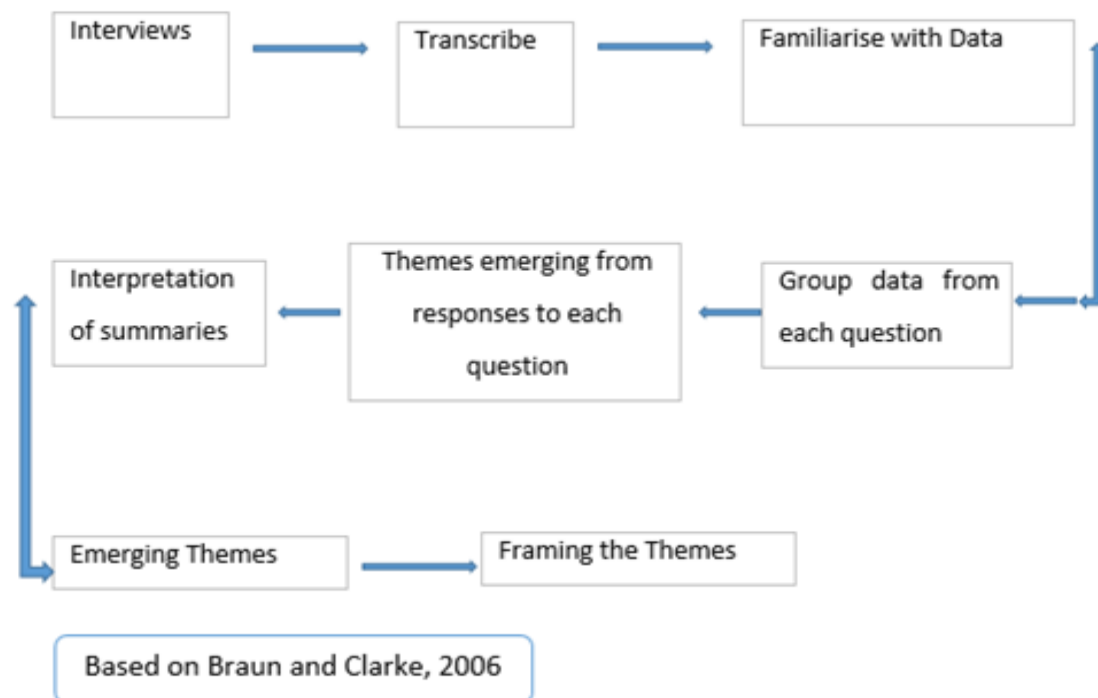 Interviews
Transcribe
Familiarise with Data
Group data from
each question
Themes emerging from
responses to each
question
Interpretation
of summaries
Emerging Themes
Framing the Themes
Based on Braun and Clarke, 2006